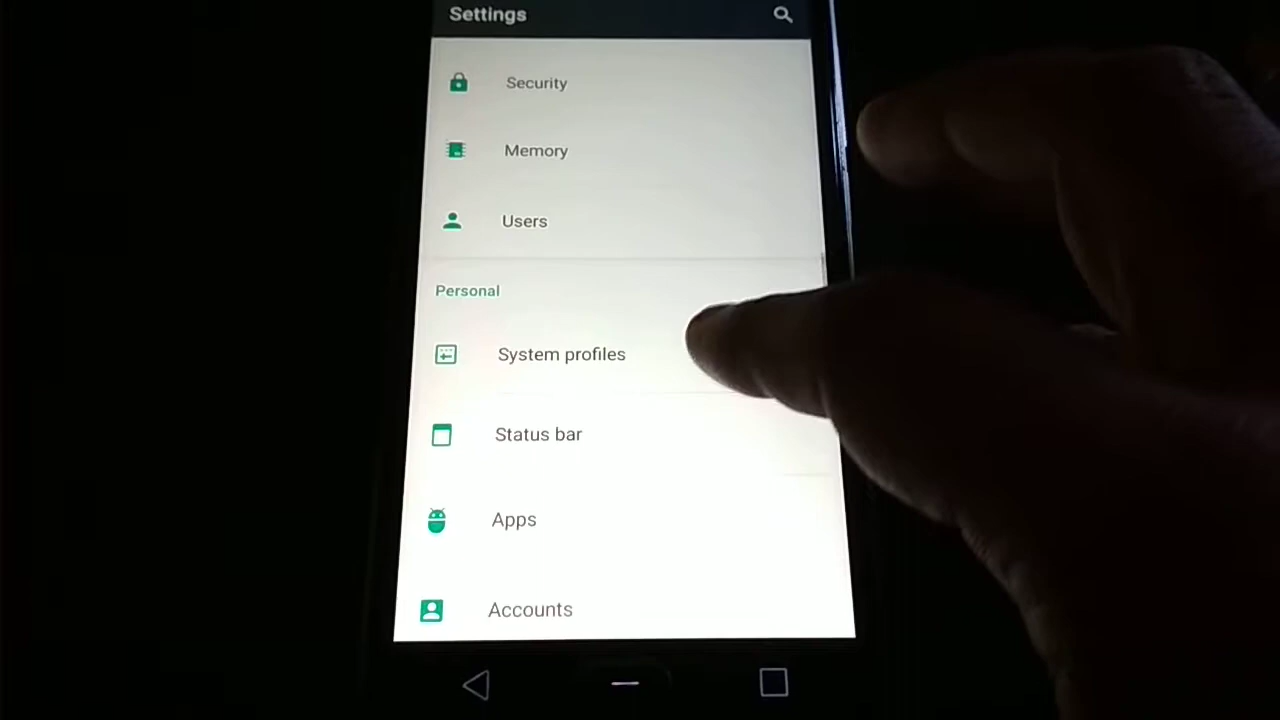 Settings
Security
Memory
Users
Personal
System profiles
Status bar
Apps
Accounts